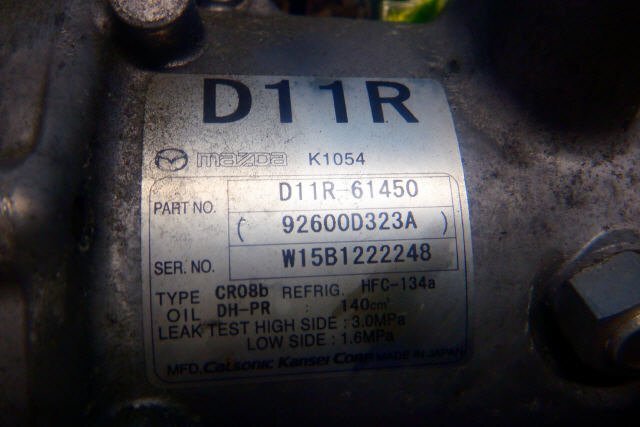 D11R
mazda K1054
PART NO. D11R-61450
( 92600D323A )
SER. NO. W15B1222248
TYPE CR08b REFRIG. HFC-134a
OIL DH-PR : 140cm³
LEAK TEST HIGH SIDE : 3.0MPa
LOW SIDE : 1.6MPa
MFD. Calsonic Kansei Corp. MADE IN JAPAN